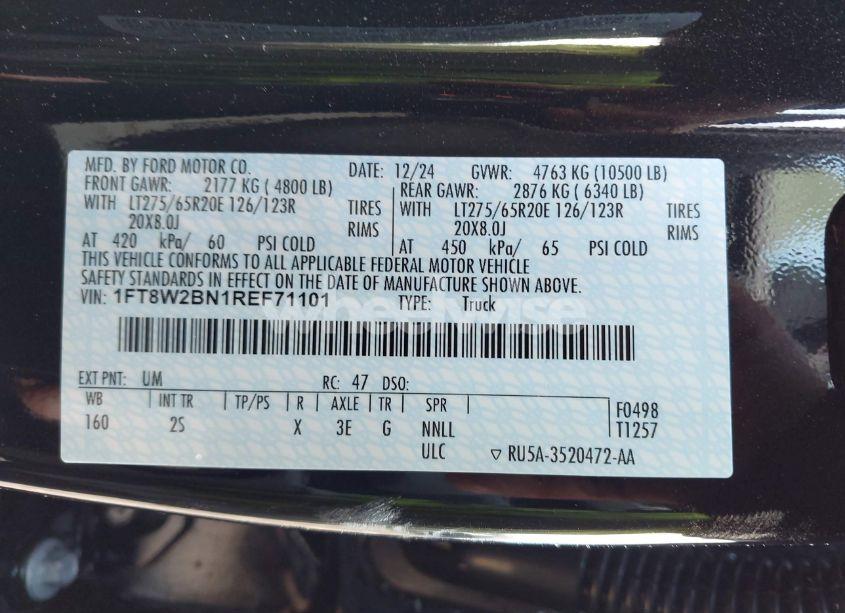 MFD. BY FORD MOTOR CO. DATE: 12/24 GVWR: 4763 KG (10500 LB)
FRONT GAWR: 2177 KG ( 4800 LB) REAR GAWR: 2876 KG ( 6340 LB)
WITH LT275/65R20E 126/123R TIRES WITH LT275/65R20E 126/123R TIRES
20X8.0J RIMS 20X8.0J RIMS
AT 420 kPa/ 60 PSI COLD AT 450 kPa/ 65 PSI COLD
THIS VEHICLE CONFORMS TO ALL APPLICABLE FEDERAL MOTOR VEHICLE
SAFETY STANDARDS IN EFFECT ON THE DATE OF MANUFACTURE SHOWN ABOVE.
VIN: 1FT8W2BN1REF71101 TYPE: Truck
EXT PNT: UM RC: 47 DSO:
WB INT TR TP/PS R AXLE TR SPR F0498
160 2S X 3E G NNLL T1257
ULC RU5A-3520472-AA